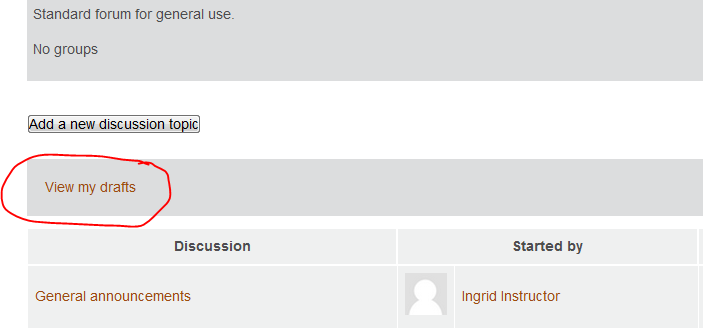 Standard forum for general use.
No groups
Add a new discussion topic
View my drafts
Discussion Started by
General announcements Ingrid Instructor